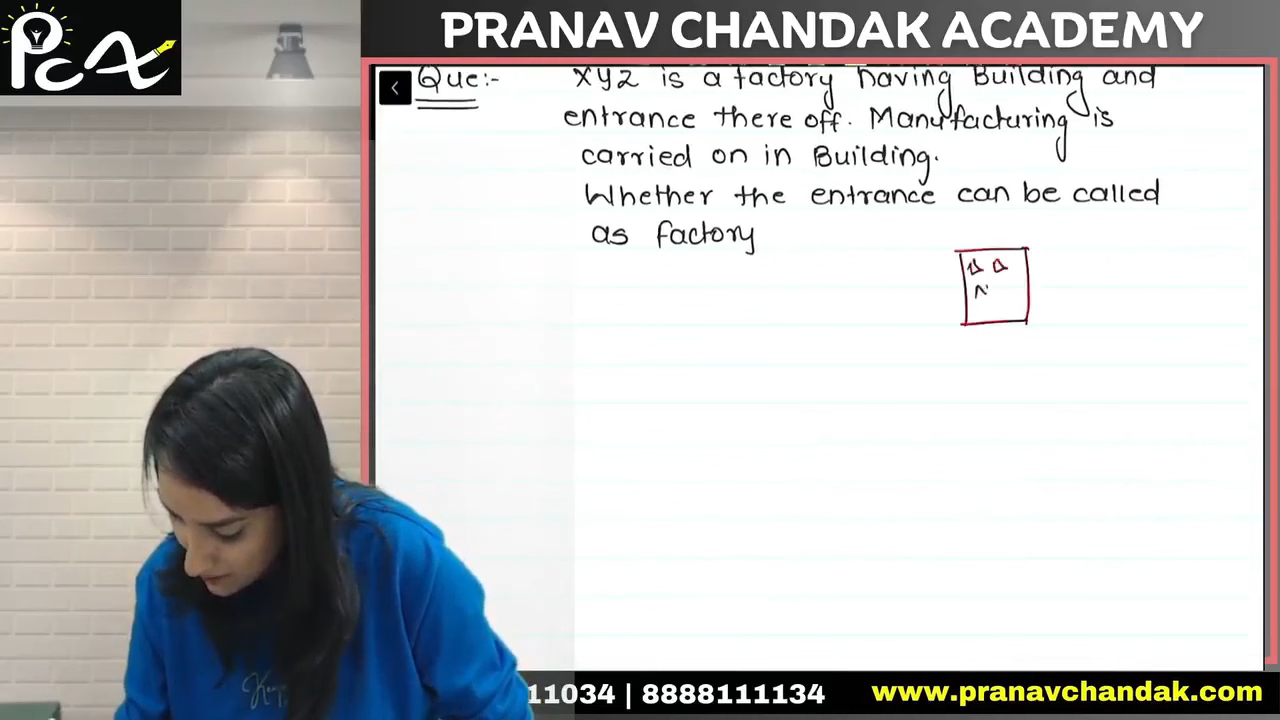 PCA
PRANAV CHANDAK ACADEMY
Que:- XYZ is a factory having Building and
entrance there off. Manufacturing is
carried on in Building.
Whether the entrance can be called
as factory
11034 | 8888111134
www.pranavchandak.com